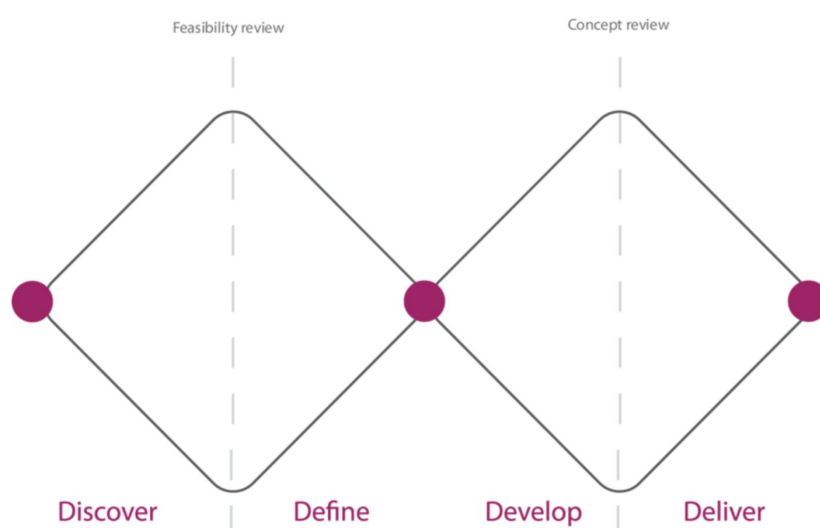 Feasibility review
Concept review
Discover
Define
Develop
Deliver